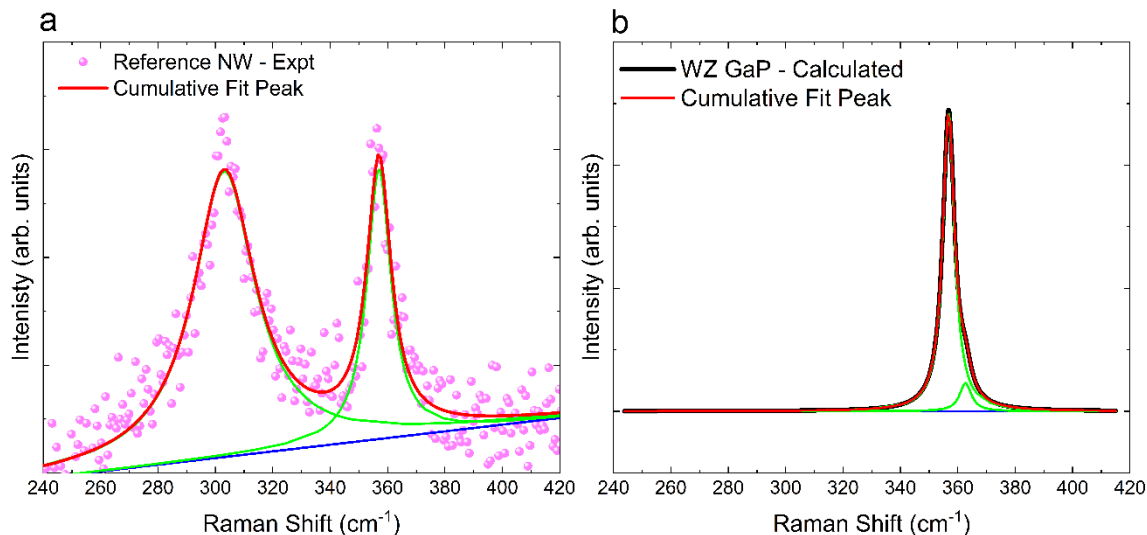 a
Reference NW - Expt
Cumulative Fit Peak
Intenisty (arb. units)
240 260 280 300 320 340 360 380 400 420
Raman Shift (cm⁻¹)
b
WZ GaP - Calculated
Cumulative Fit Peak
Intensity (arb. units)
240 260 280 300 320 340 360 380 400 420
Raman Shift (cm⁻¹)